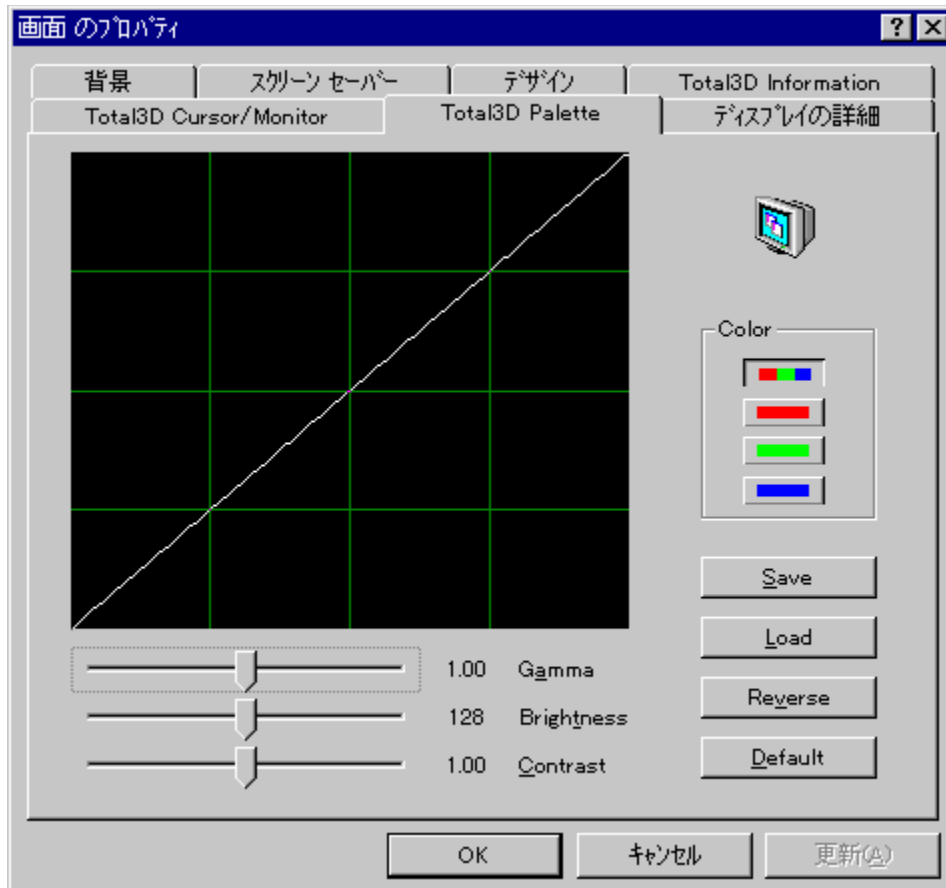 画面 のﾌﾟﾛﾊﾟﾃｨ
背景
ｽｸﾘｰﾝ ｾｰﾊﾞｰ
ﾃﾞｻﾞｲﾝ
Total3D Information
Total3D Cursor/Monitor
Total3D Palette
ﾃﾞｨｽﾌﾟﾚｲの詳細
Color
Save
Load
Reverse
Default
1.00 Gamma
128 Brightness
1.00 Contrast
OK
ｷｬﾝｾﾙ
更新(A)